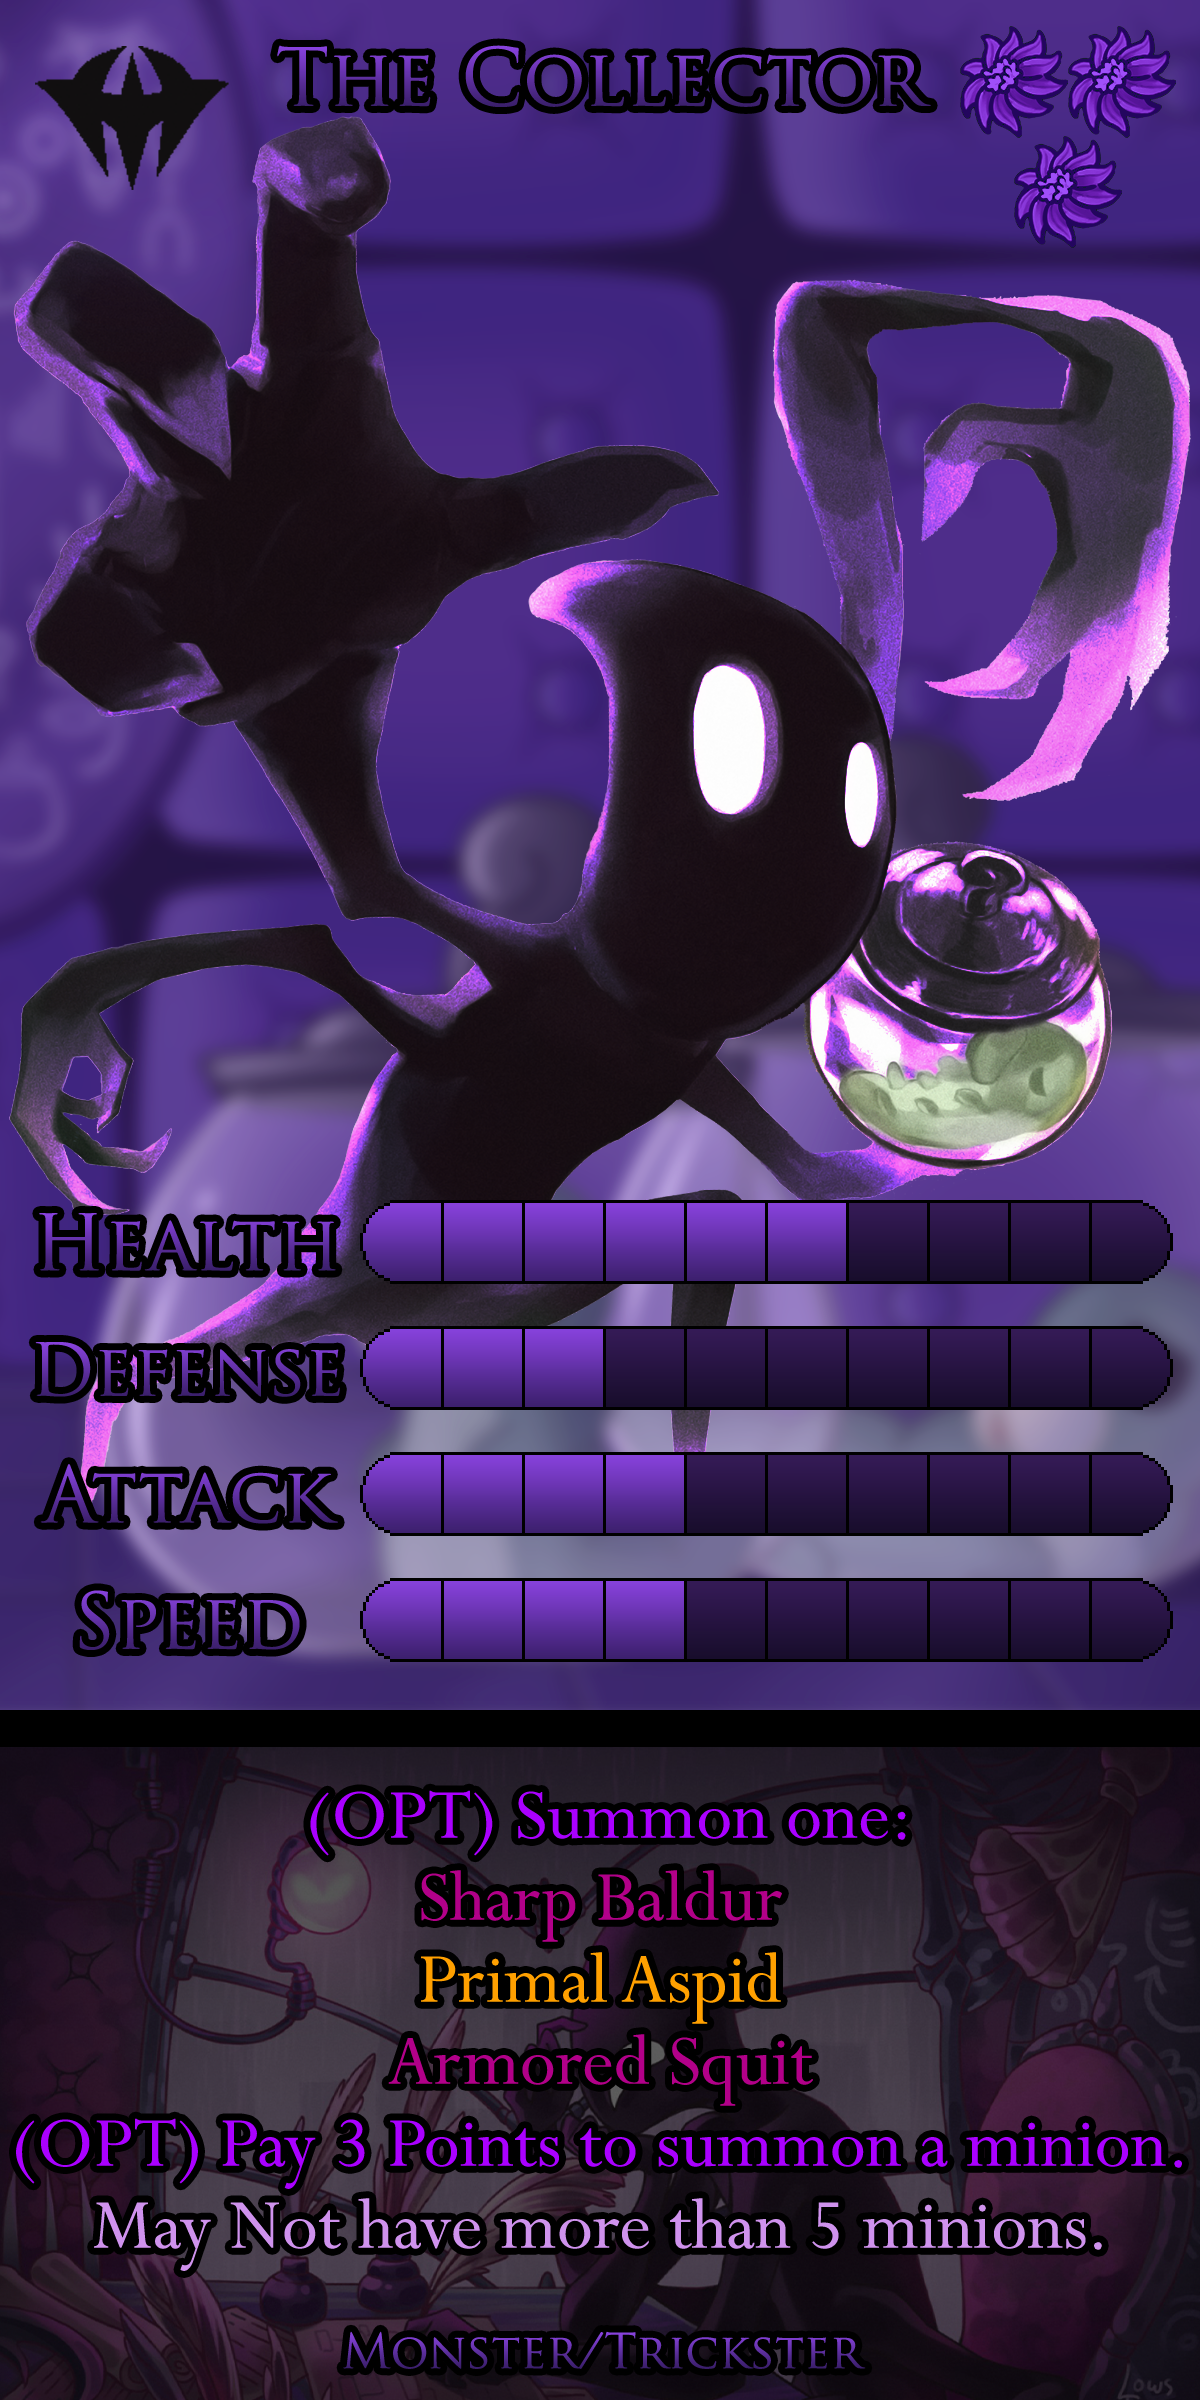 The Collector
Health
Defense
Attack
Speed
(OPT) Summon one:
Sharp Baldur
Primal Aspid
Armored Squit
(OPT) Pay 3 Points to summon a minion.
May Not have more than 5 minions.
Monster/Trickster
Lows